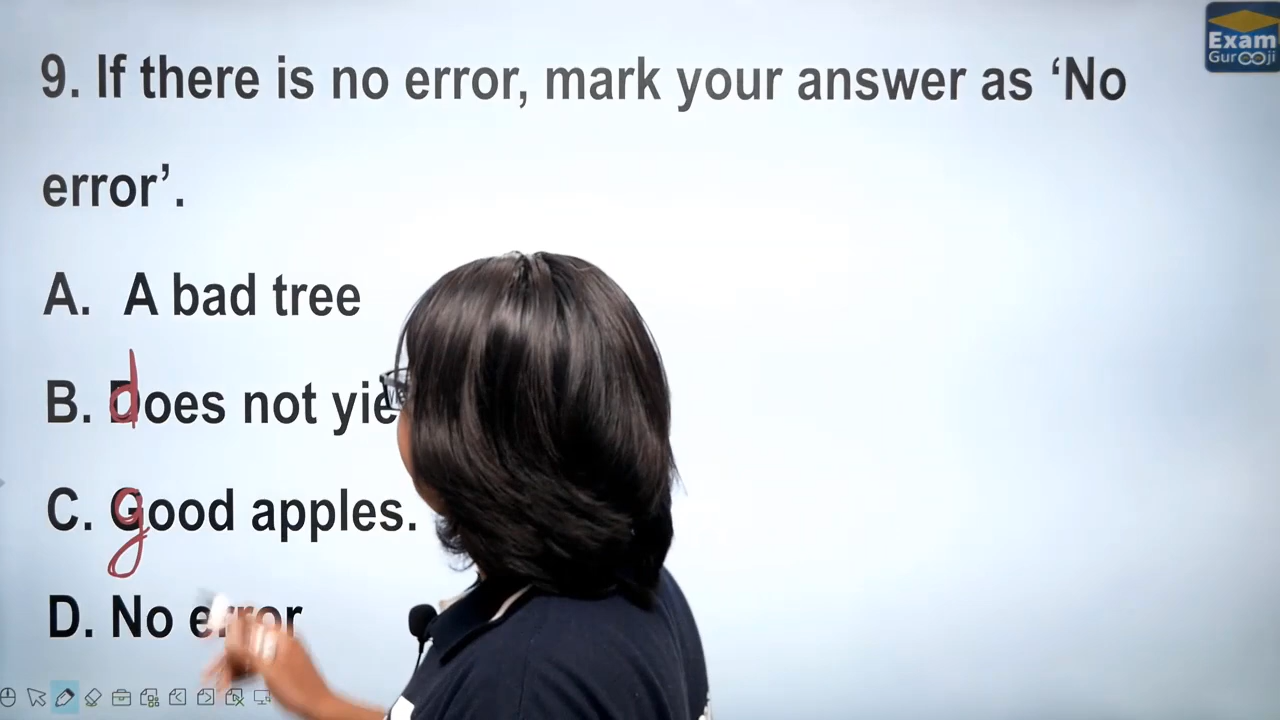 Exam
Gurooji
9. If there is no error, mark your answer as ‘No
error’.
A. A bad tree
B. does not
C. good apples.
D. No error